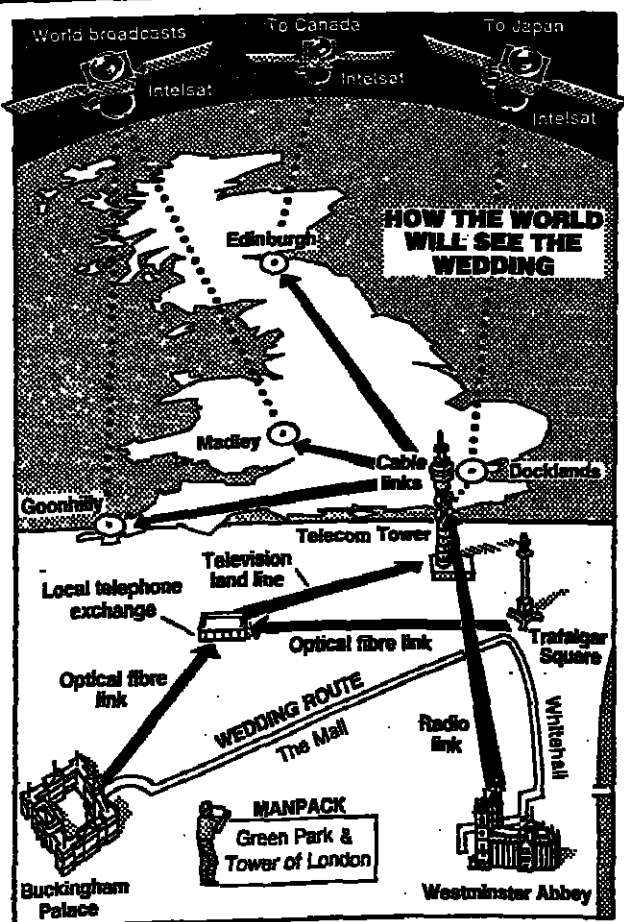 World broadcasts
To Canada
To Japan
Intelsat
Intelsat
Intelsat
HOW THE WORLD
WILL SEE THE
WEDDING
Edinburgh
Madley
Cable
links
Docklands
Goonhilly
Telecom Tower
Television
land line
Local telephone
exchange
Optical fibre link
Trafalgar
Square
Optical fibre
link
WEDDING ROUTE
The Mall
Radio
link
Whitehall
MANPACK
Green Park &
Tower of London
Buckingham
Palace
Westminster Abbey